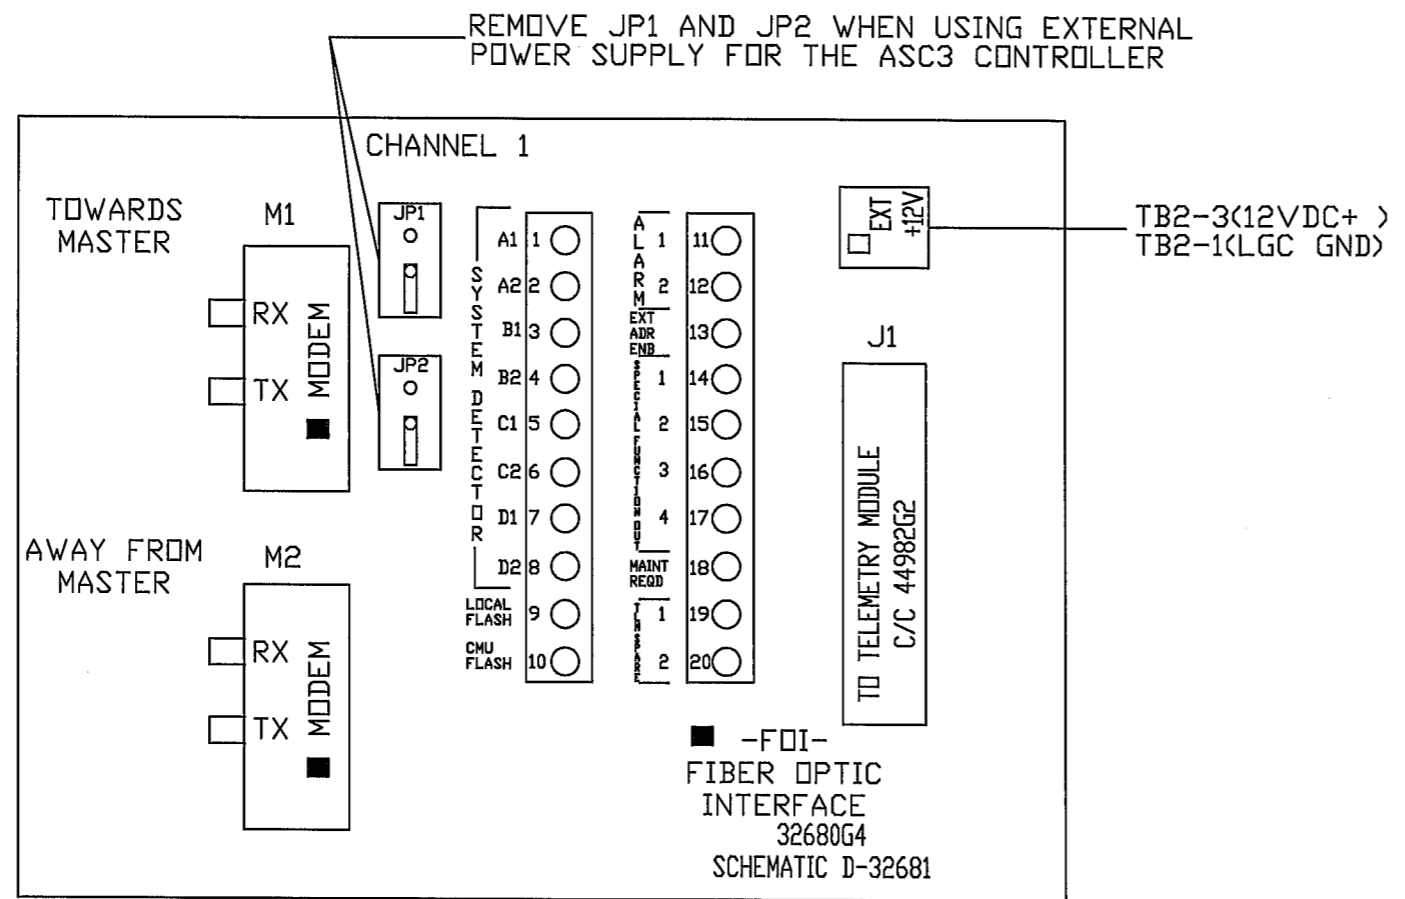 REMOVE JP1 AND JP2 WHEN USING EXTERNAL
POWER SUPPLY FOR THE ASC3 CONTROLLER
CHANNEL 1
TOWARDS
MASTER
M1
RX
TX
MODEM
AWAY FROM
MASTER
M2
RX
TX
MODEM
JP1
JP2
SYSTEM DETECTOR
A1 1
A2 2
B1 3
B2 4
C1 5
C2 6
D1 7
D2 8
LOCAL
FLASH 9
CMU
FLASH 10
ALARM
1 11
2 12
EXT
ADR
ENB
13
SPECIAL FUNCTION OUT
1 14
2 15
3 16
4 17
MAINT
REQD
18
TLM SPARE
1 19
2 20
EXT
+12V
TB2-3(12VDC+ )
TB2-1(LGC GND)
J1
TO TELEMETRY MODULE
C/C 44982G2
-FOI-
FIBER OPTIC
INTERFACE
32680G4
SCHEMATIC D-32681